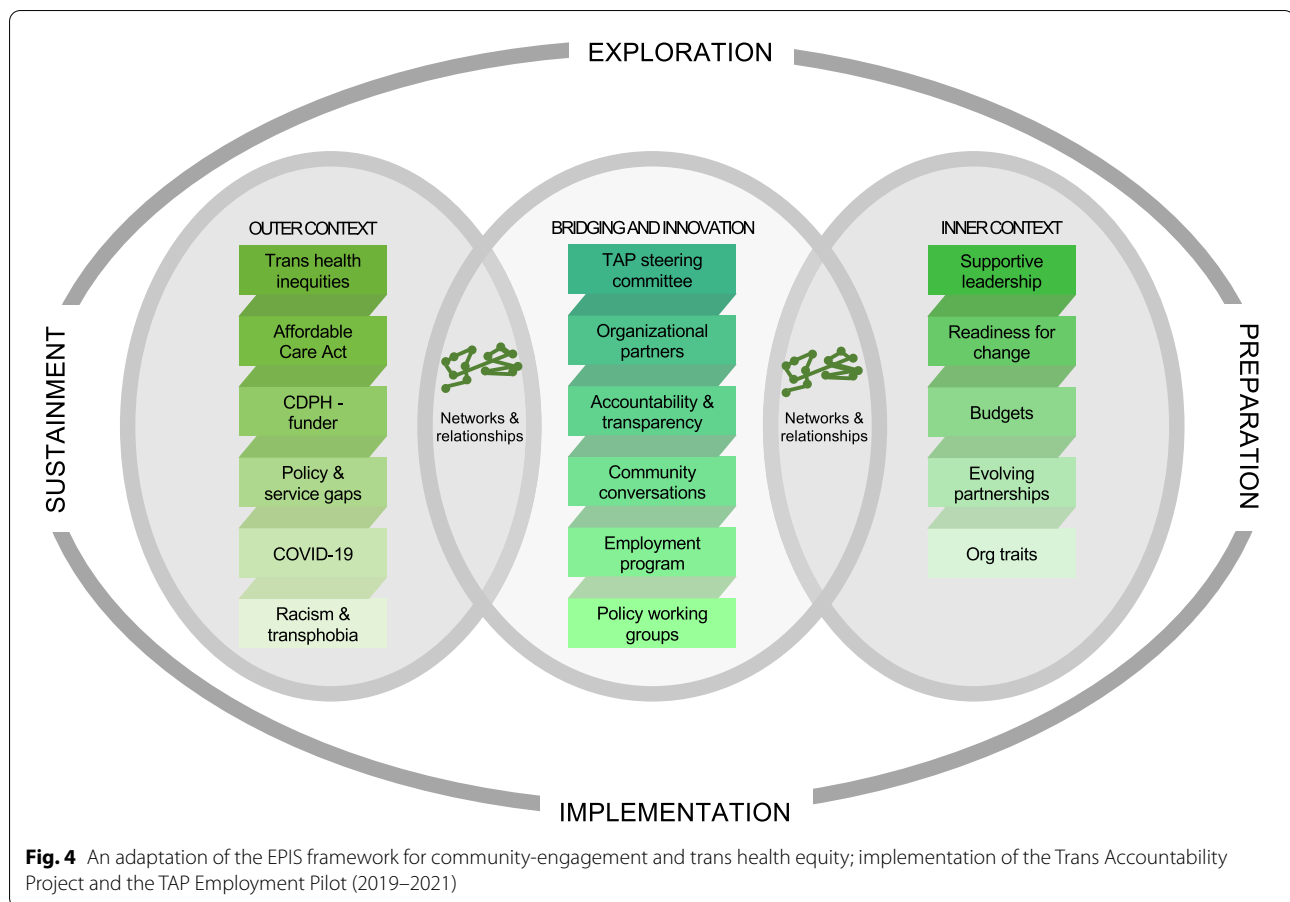 EXPLORATION
SUSTAINMENT
OUTER CONTEXT
Trans health
inequities
Affordable
Care Act
CDPH -
funder
Policy &
service gaps
COVID-19
Racism &
transphobia
Networks &
relationships
BRIDGING AND INNOVATION
TAP steering
committee
Organizational
partners
Accountability &
transparency
Community
conversations
Employment
program
Policy working
groups
Networks &
relationships
INNER CONTEXT
Supportive
leadership
Readiness for
change
Budgets
Evolving
partnerships
Org traits
PREPARATION
IMPLEMENTATION
Fig. 4 An adaptation of the EPIS framework for community-engagement and trans health equity; implementation of the Trans Accountability
Project and the TAP Employment Pilot (2019–2021)